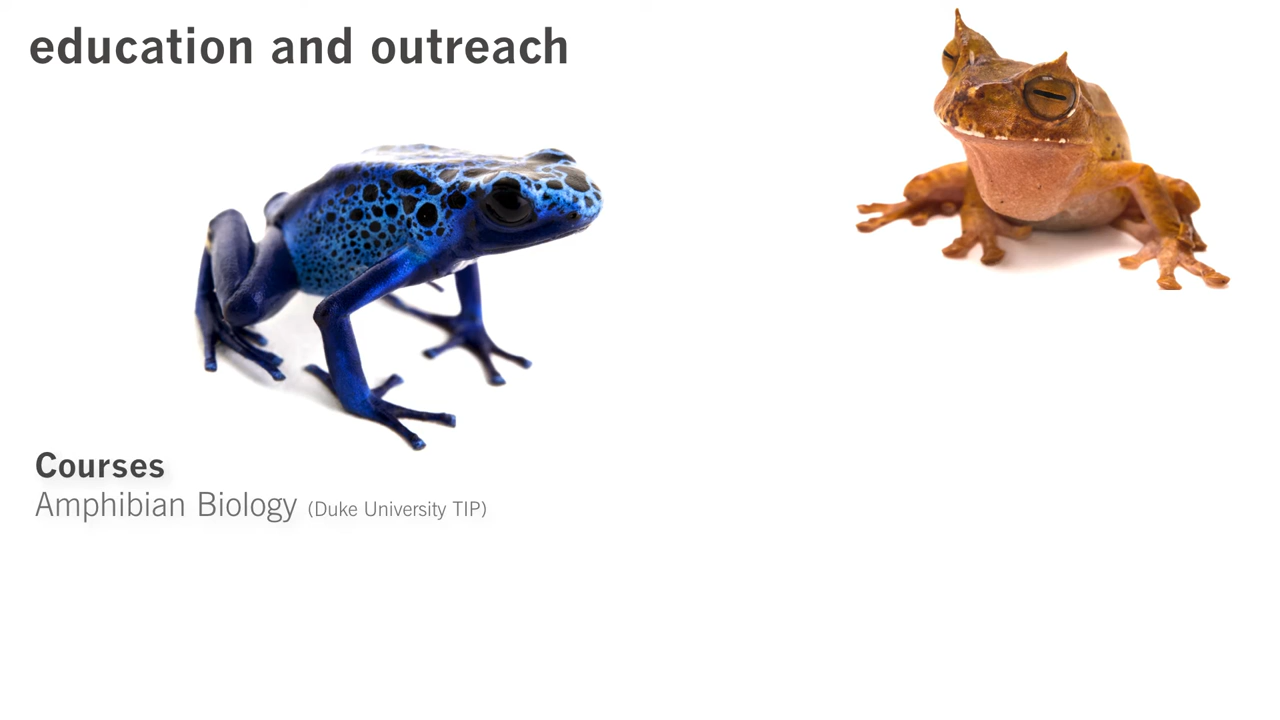 education and outreach
Courses
Amphibian Biology (Duke University TIP)